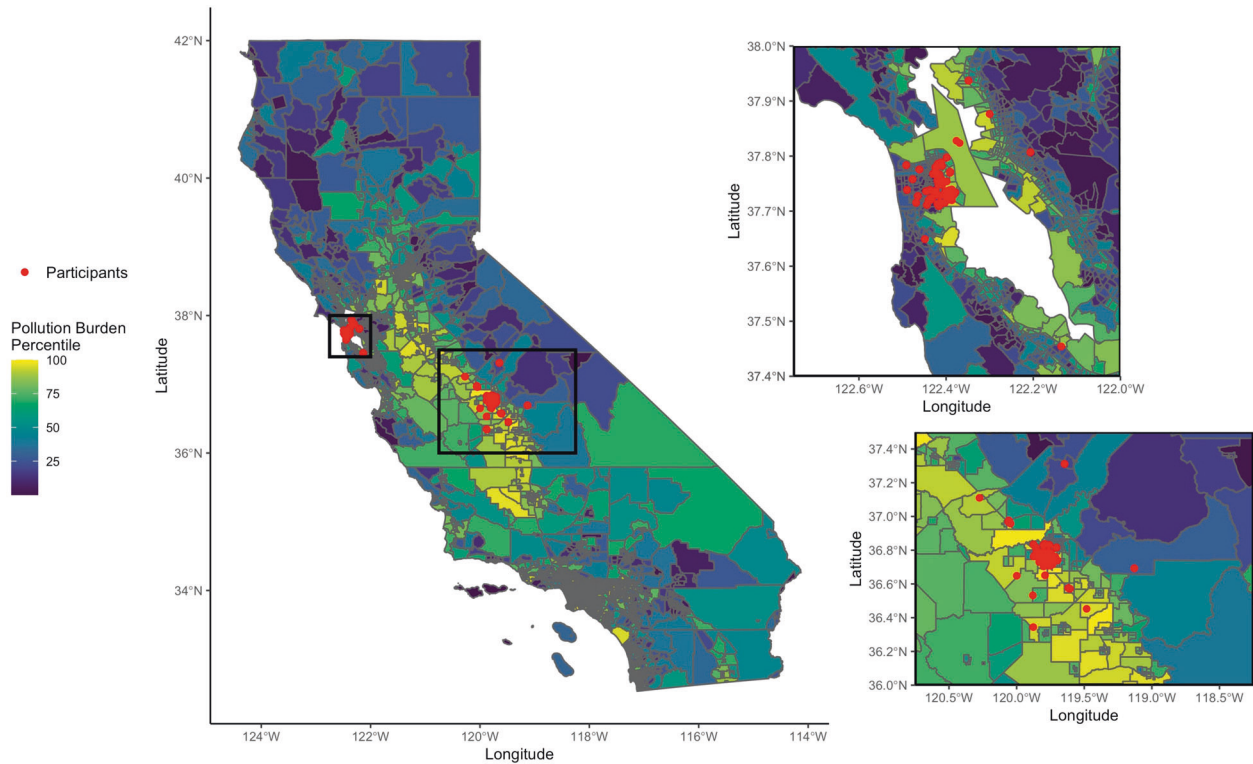 42°N
40°N
38°N
36°N
34°N
Latitude
124°W 122°W 120°W 118°W 116°W 114°W
Longitude
Participants
Pollution Burden
Percentile
100
75
50
25
38.0°N
37.9°N
37.8°N
37.7°N
37.6°N
37.5°N
37.4°N
Latitude
122.6°W 122.4°W 122.2°W 122.0°W
Longitude
37.4°N
37.2°N
37.0°N
36.8°N
36.6°N
36.4°N
36.2°N
36.0°N
Latitude
120.5°W 120.0°W 119.5°W 119.0°W 118.5°W
Longitude